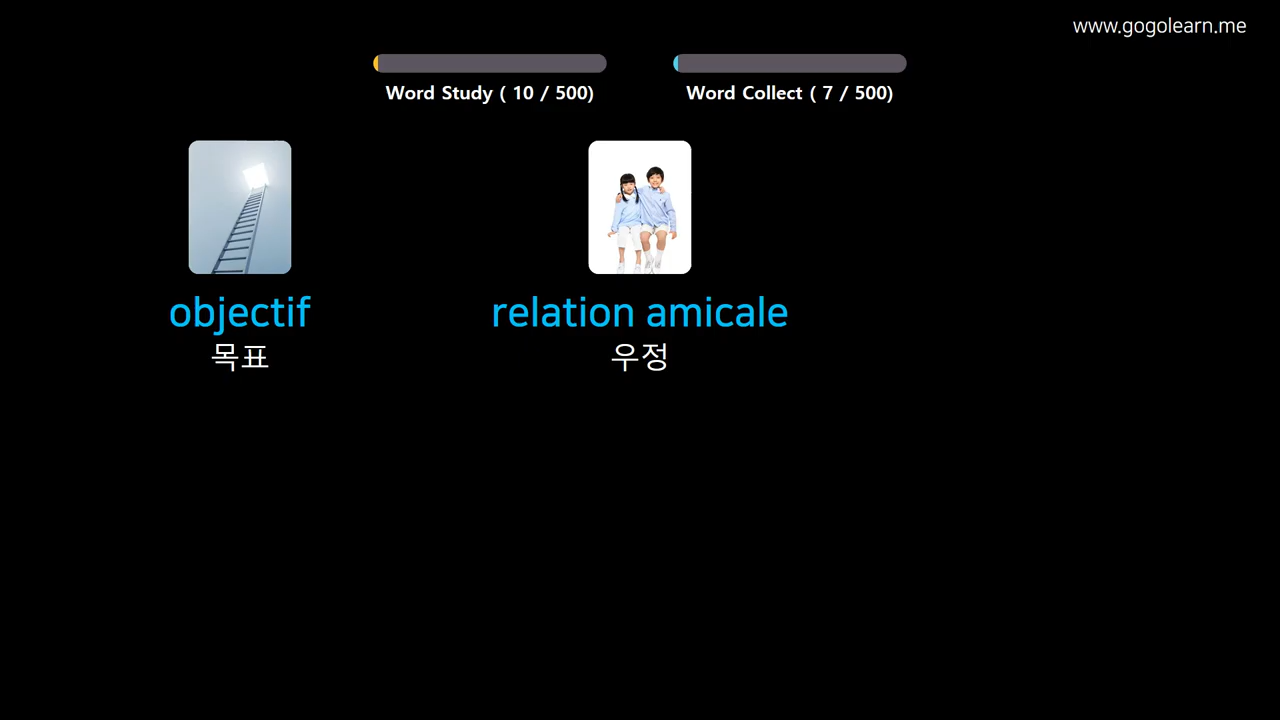 www.gogolearn.me
Word Study ( 10 / 500)
Word Collect ( 7 / 500)
objectif
목표
relation amicale
우정